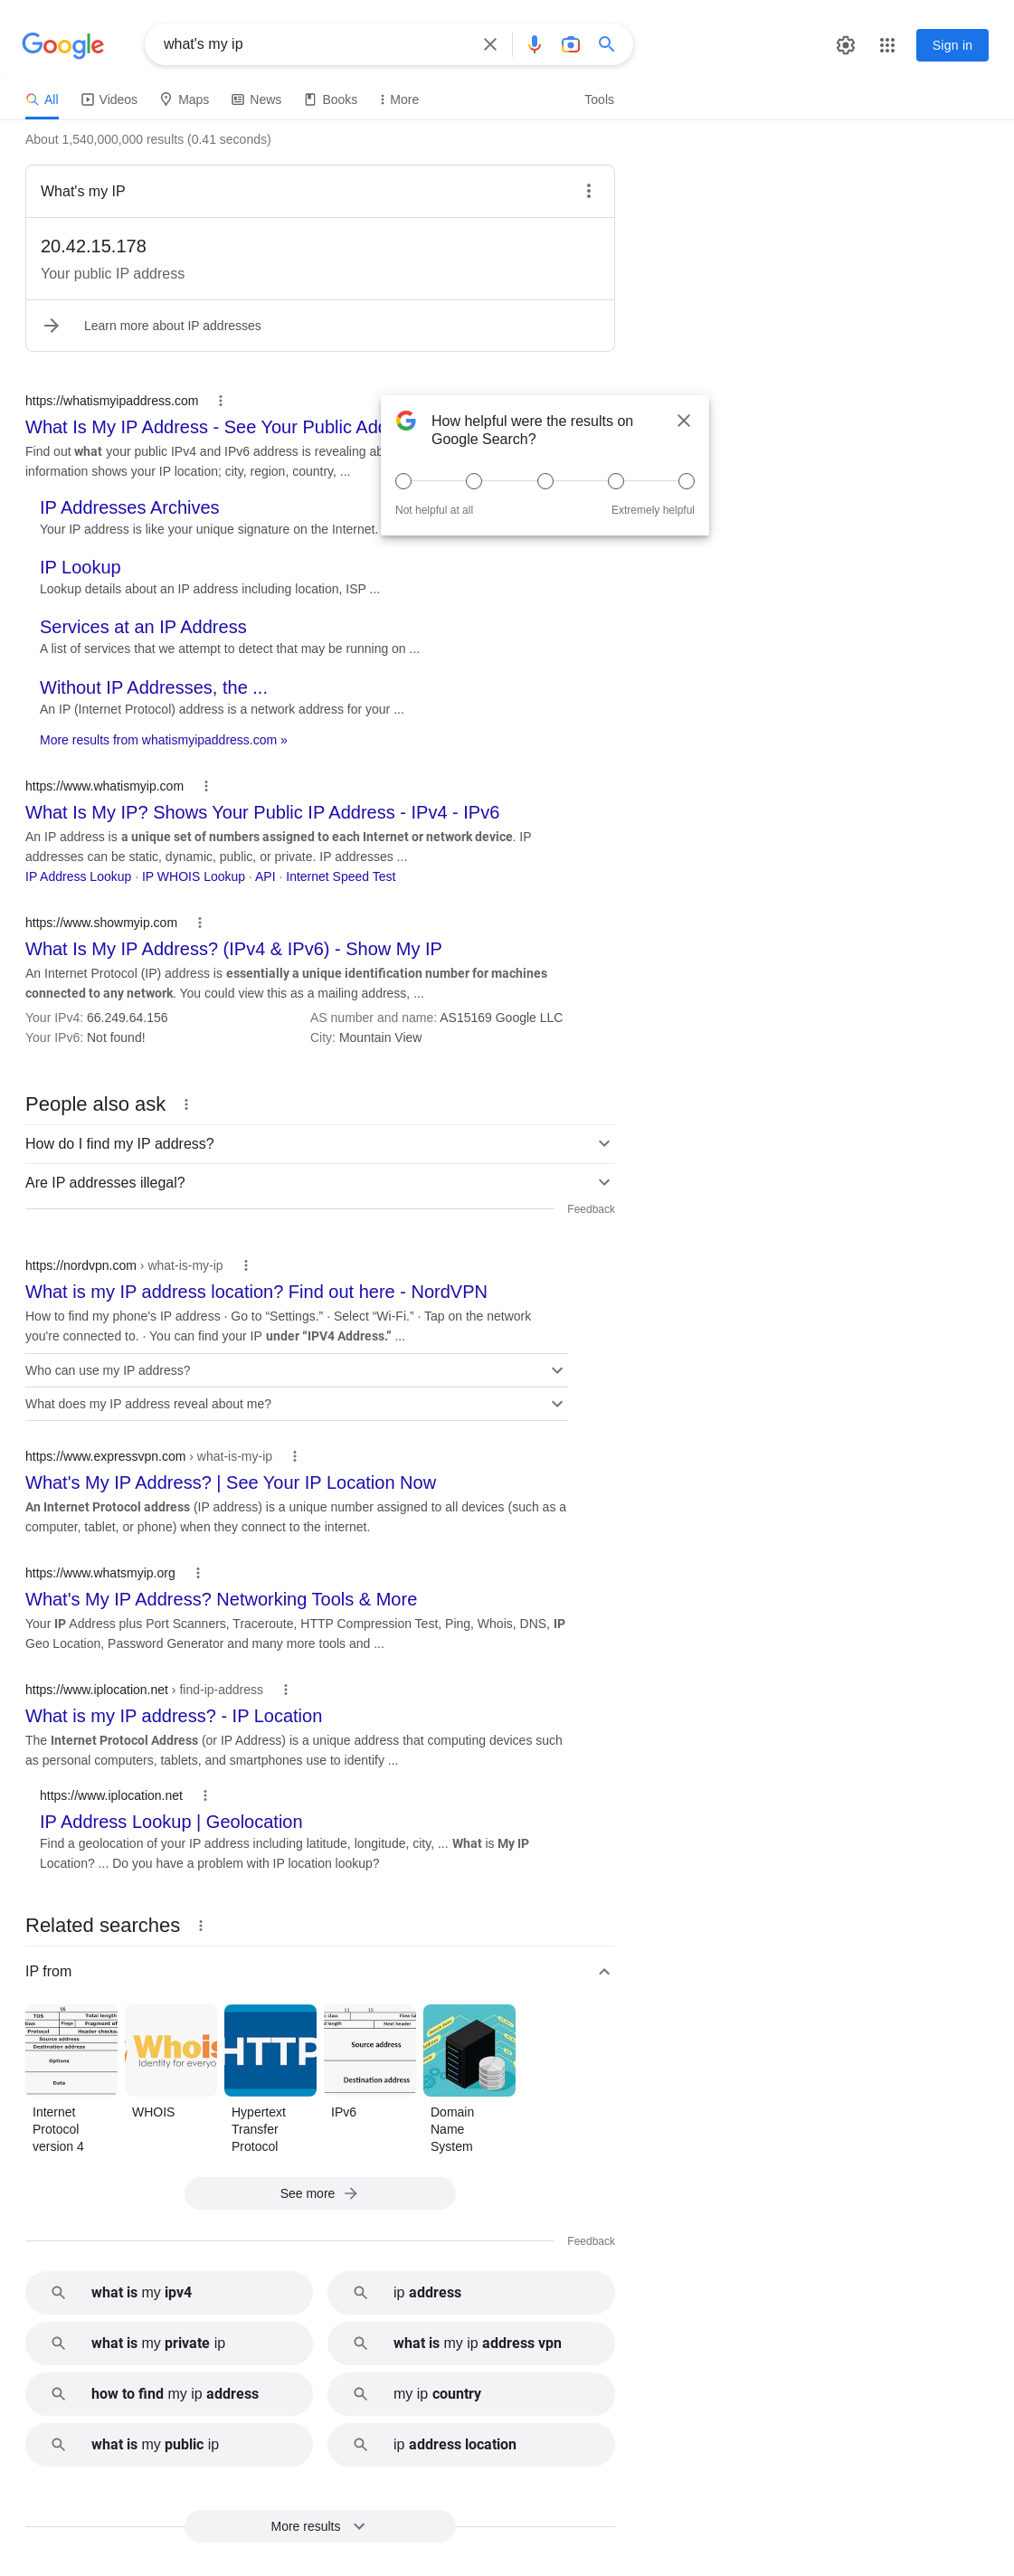 Google
what's my ip
Sign in
All
Videos
Maps
News
Books
More
Tools
About 1,540,000,000 results (0.41 seconds)
What's my IP
20.42.15.178
Your public IP address
Learn more about IP addresses
https://whatismyipaddress.com
What Is My IP Address - See Your Public Add
Find out what your public IPv4 and IPv6 address is revealing ab
information shows your IP location; city, region, country, ...
How helpful were the results on
Google Search?
Not helpful at all
Extremely helpful
IP Addresses Archives
Your IP address is like your unique signature on the Internet.
IP Lookup
Lookup details about an IP address including location, ISP ...
Services at an IP Address
A list of services that we attempt to detect that may be running on ...
Without IP Addresses, the ...
An IP (Internet Protocol) address is a network address for your ...
More results from whatismyipaddress.com »
https://www.whatismyip.com
What Is My IP? Shows Your Public IP Address - IPv4 - IPv6
An IP address is a unique set of numbers assigned to each Internet or network device. IP
addresses can be static, dynamic, public, or private. IP addresses ...
IP Address Lookup · IP WHOIS Lookup · API · Internet Speed Test
https://www.showmyip.com
What Is My IP Address? (IPv4 & IPv6) - Show My IP
An Internet Protocol (IP) address is essentially a unique identification number for machines
connected to any network. You could view this as a mailing address, ...
Your IPv4: 66.249.64.156
AS number and name: AS15169 Google LLC
Your IPv6: Not found!
City: Mountain View
People also ask
How do I find my IP address?
Are IP addresses illegal?
Feedback
https://nordvpn.com › what-is-my-ip
What is my IP address location? Find out here - NordVPN
How to find my phone's IP address · Go to “Settings.” · Select “Wi-Fi.” · Tap on the network
you're connected to. · You can find your IP under “IPV4 Address.” ...
Who can use my IP address?
What does my IP address reveal about me?
https://www.expressvpn.com › what-is-my-ip
What's My IP Address? | See Your IP Location Now
An Internet Protocol address (IP address) is a unique number assigned to all devices (such as a
computer, tablet, or phone) when they connect to the internet.
https://www.whatsmyip.org
What's My IP Address? Networking Tools & More
Your IP Address plus Port Scanners, Traceroute, HTTP Compression Test, Ping, Whois, DNS, IP
Geo Location, Password Generator and many more tools and ...
https://www.iplocation.net › find-ip-address
What is my IP address? - IP Location
The Internet Protocol Address (or IP Address) is a unique address that computing devices such
as personal computers, tablets, and smartphones use to identify ...
https://www.iplocation.net
IP Address Lookup | Geolocation
Find a geolocation of your IP address including latitude, longitude, city, ... What is My IP
Location? ... Do you have a problem with IP location lookup?
Related searches
IP from
16
TOS Total length
tion Flags Fragment of
Protocol Header checks
Source address
Destination address
Options
Data
Whois
Identity for everyo
HTTP
11 15
class Flow la
d length Next header
Source address
Destination address
Internet
Protocol
version 4
WHOIS
Hypertext
Transfer
Protocol
IPv6
Domain
Name
System
See more
Feedback
what is my ipv4
ip address
what is my private ip
what is my ip address vpn
how to find my ip address
my ip country
what is my public ip
ip address location
More results